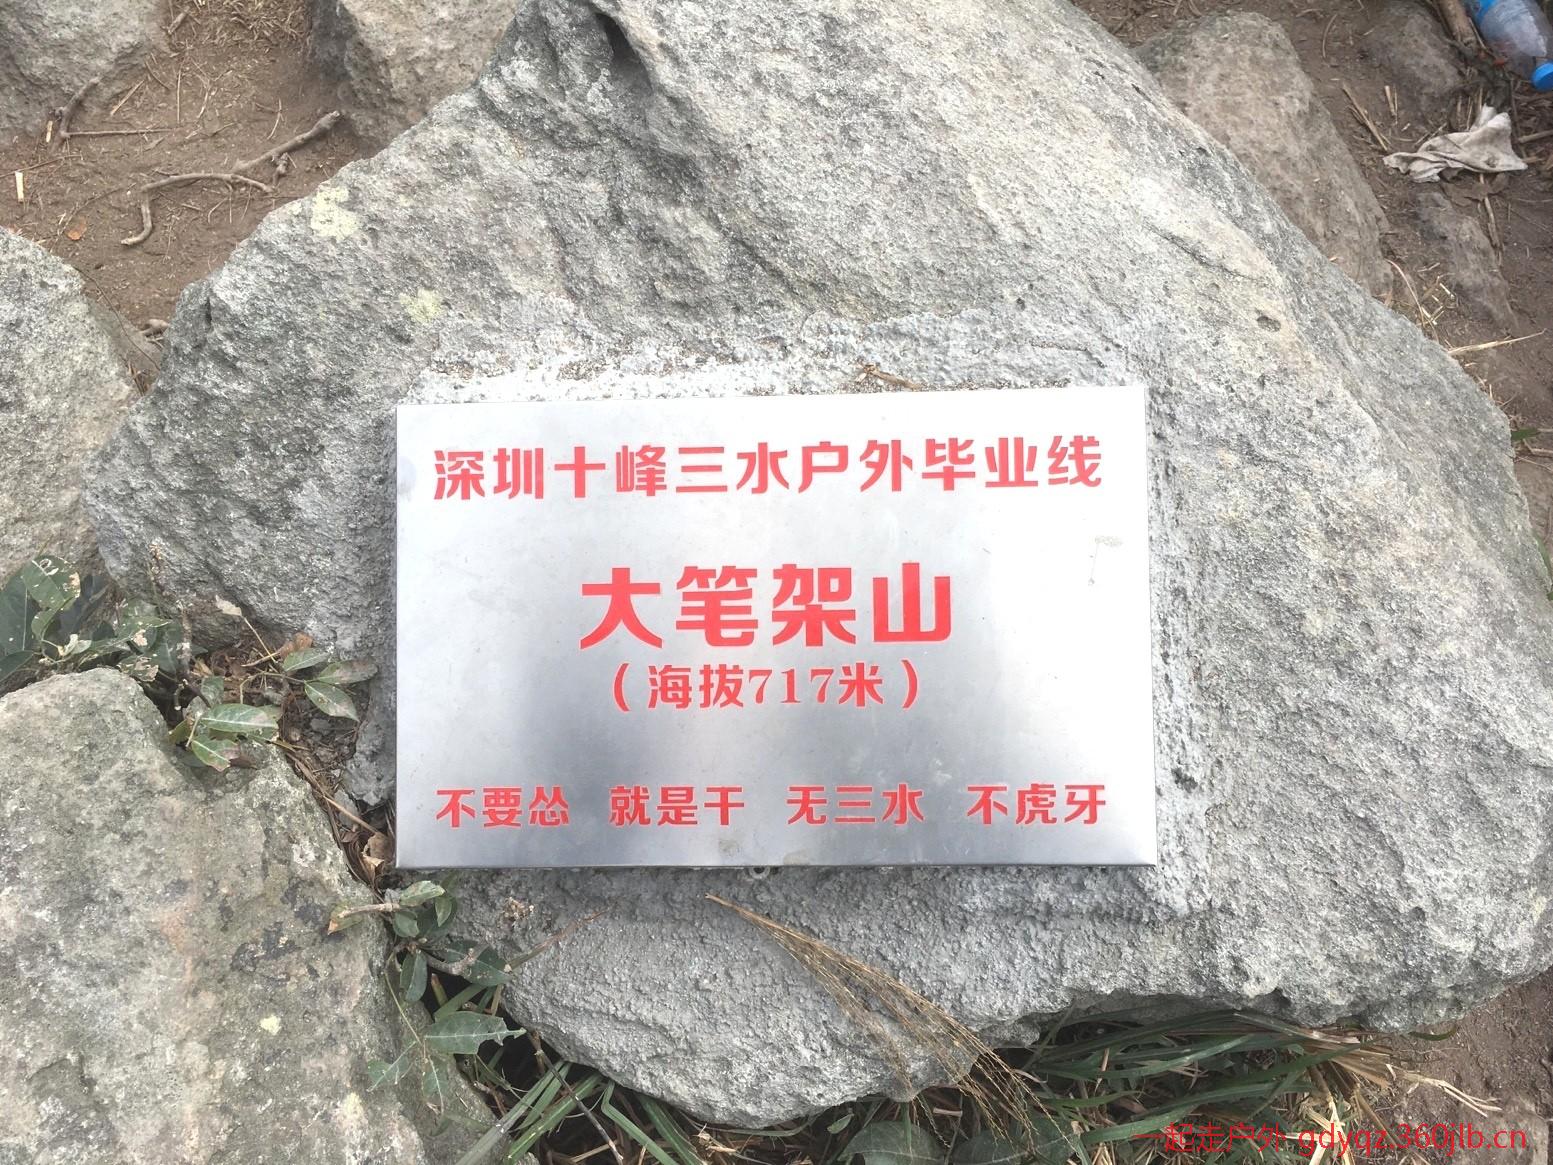 深圳十峰三水户外毕业线
大笔架山
（海拔717米）
不要怂 就是干 无三水 不虎牙
一起走户外 gdyqz.360jlb.cn